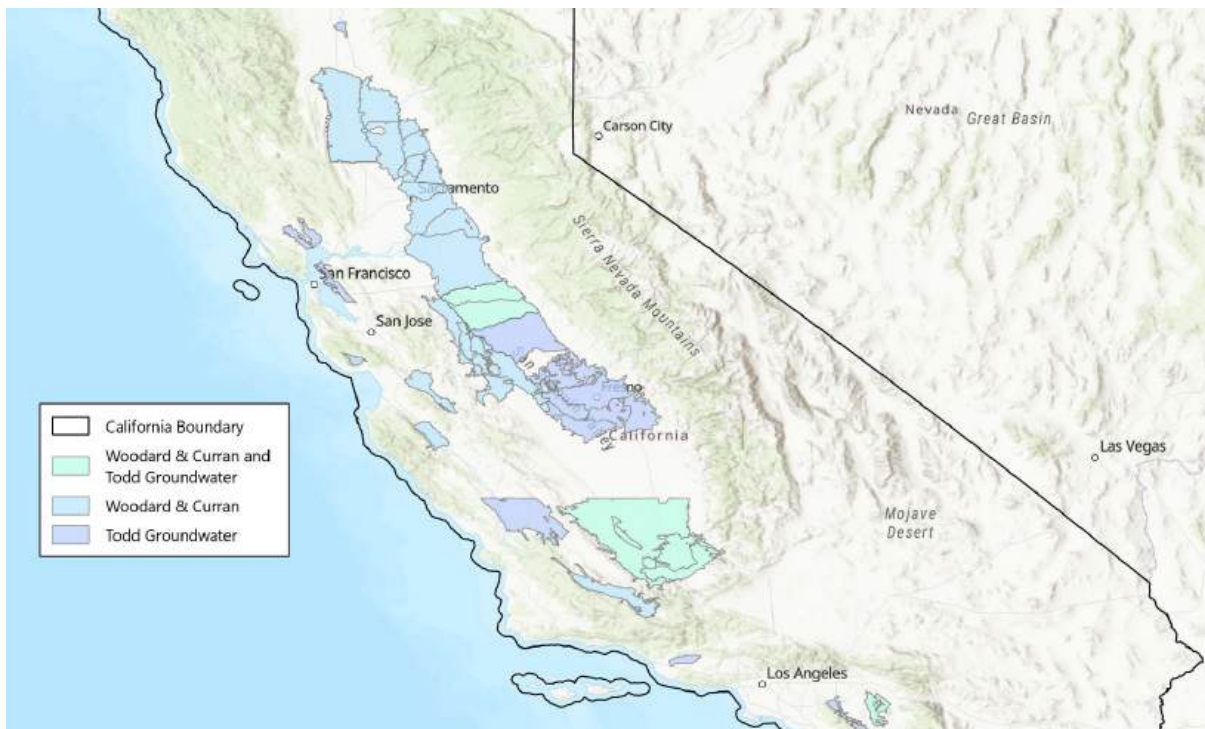 Nevada
Great Basin
Carson City
Sacramento
Sierra Nevada Mountains
San Francisco
San Jose
Fresno
California
Las Vegas
Mojave
Desert
Los Angeles
California Boundary
Woodard & Curran and
Todd Groundwater
Woodard & Curran
Todd Groundwater